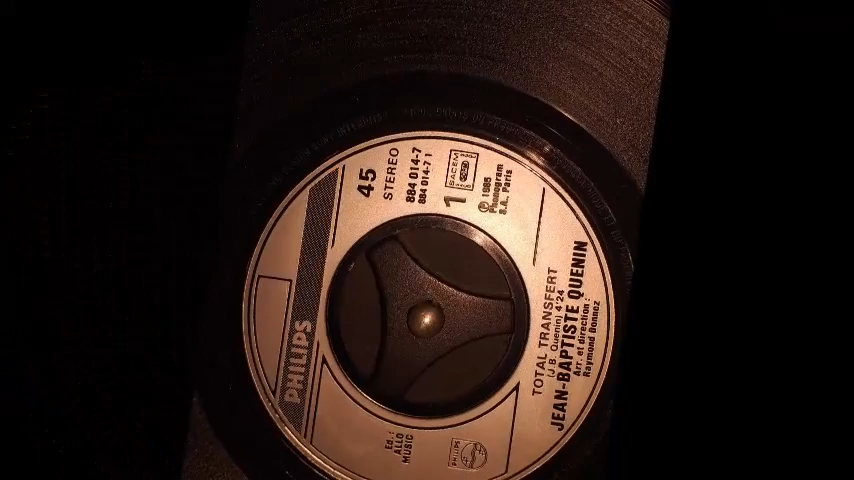 PHILIPS
45
STEREO
884 014-7
884 014-7 1
1
SACEM
℗ 1985
Phonogram
S.A., Paris
Ed.:
ALLO
MUSIC
PHILIPS
TOTAL TRANSFERT
(J.B. Quenin) 4'24
JEAN-BAPTISTE QUENIN
Arr. et direction :
Raymond Donnez